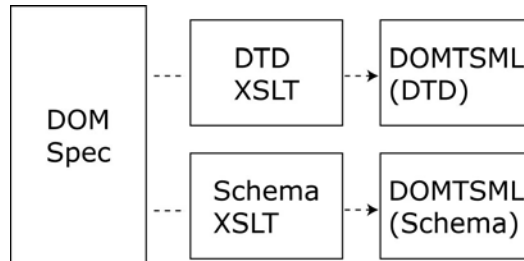 DOM
Spec
DTD
XSLT
DOMTSML
(DTD)
Schema
XSLT
DOMTSML
(Schema)